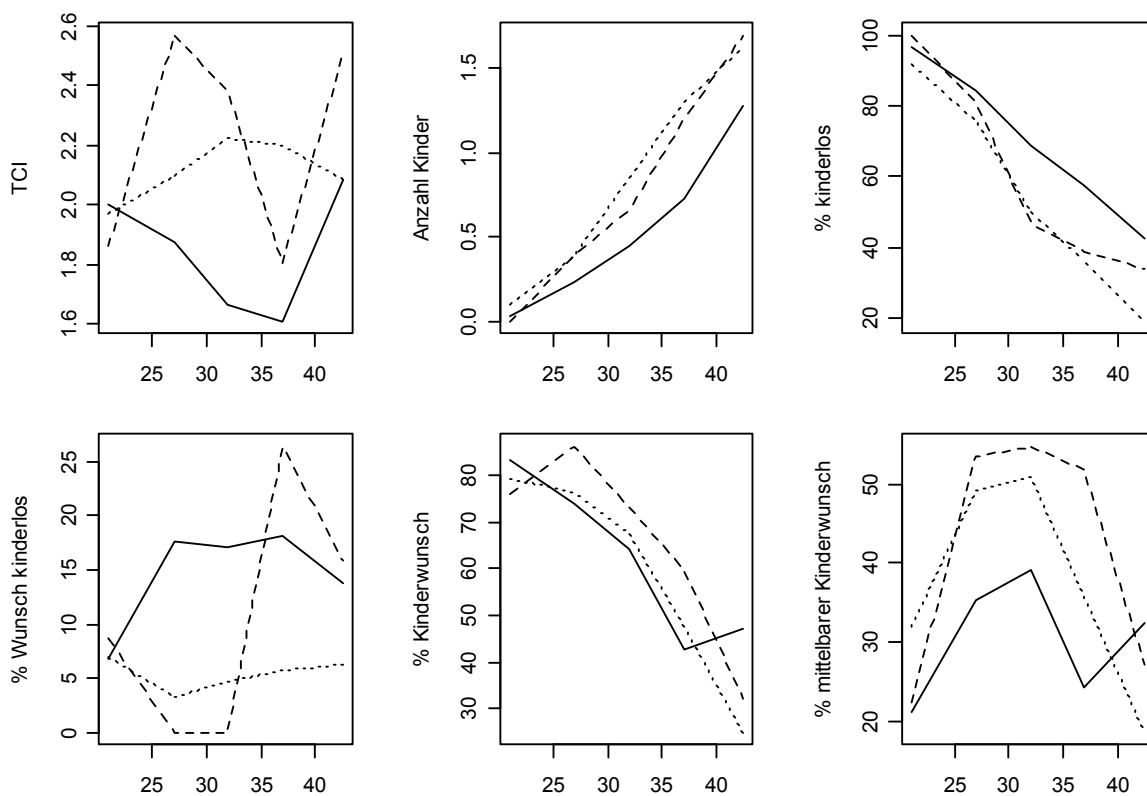 TCI
1.6 1.8 2.0 2.2 2.4 2.6
25 30 35 40
Anzahl Kinder
0.0 0.5 1.0 1.5
25 30 35 40
% kinderlos
20 40 60 80 100
25 30 35 40
% Wunsch kinderlos
0 5 10 15 20 25
25 30 35 40
% Kinderwunsch
30 40 50 60 70 80
25 30 35 40
% mittelbarer Kinderwunsch
20 30 40 50
25 30 35 40